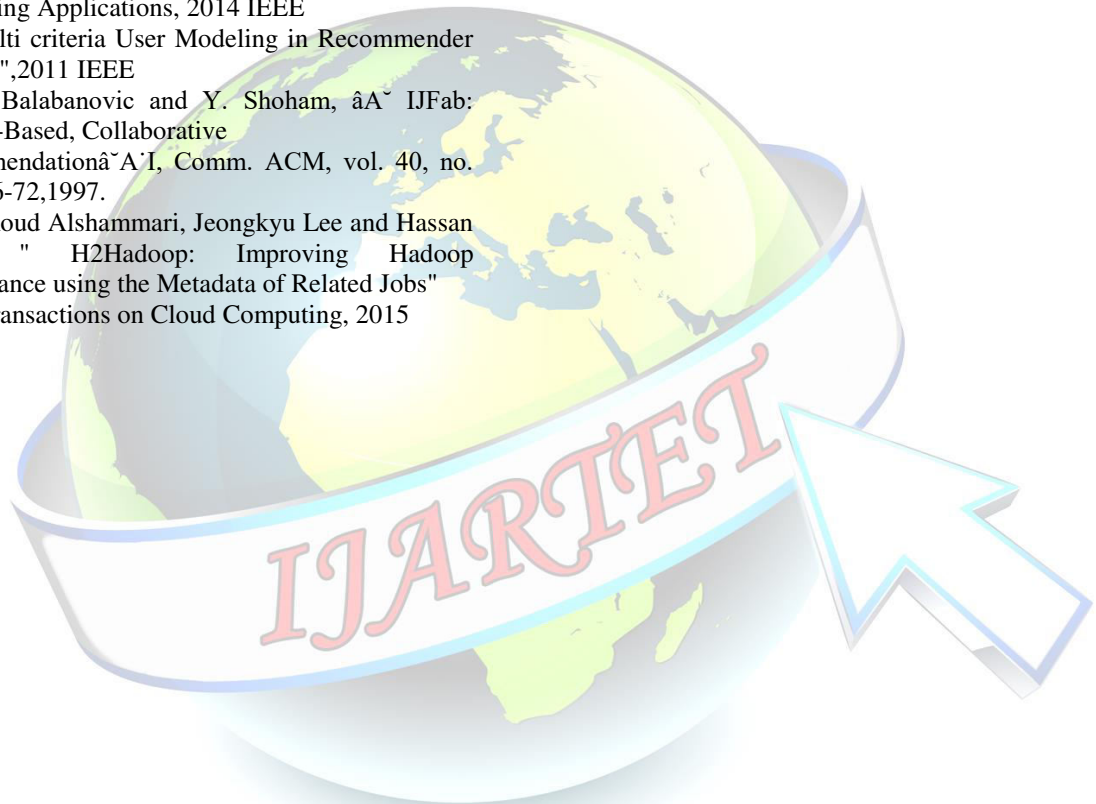 ing Applications, 2014 IEEE
lti criteria User Modeling in Recommender
",2011 IEEE
Balabanovic and Y. Shoham, âA˘ IJFab:
-Based, Collaborative
nendationâ˘A˙I, Comm. ACM, vol. 40, no.
6-72,1997.
oud Alshammari, Jeongkyu Lee and Hassan
" H2Hadoop: Improving Hadoop
ance using the Metadata of Related Jobs"
ransactions on Cloud Computing, 2015
IJARTET